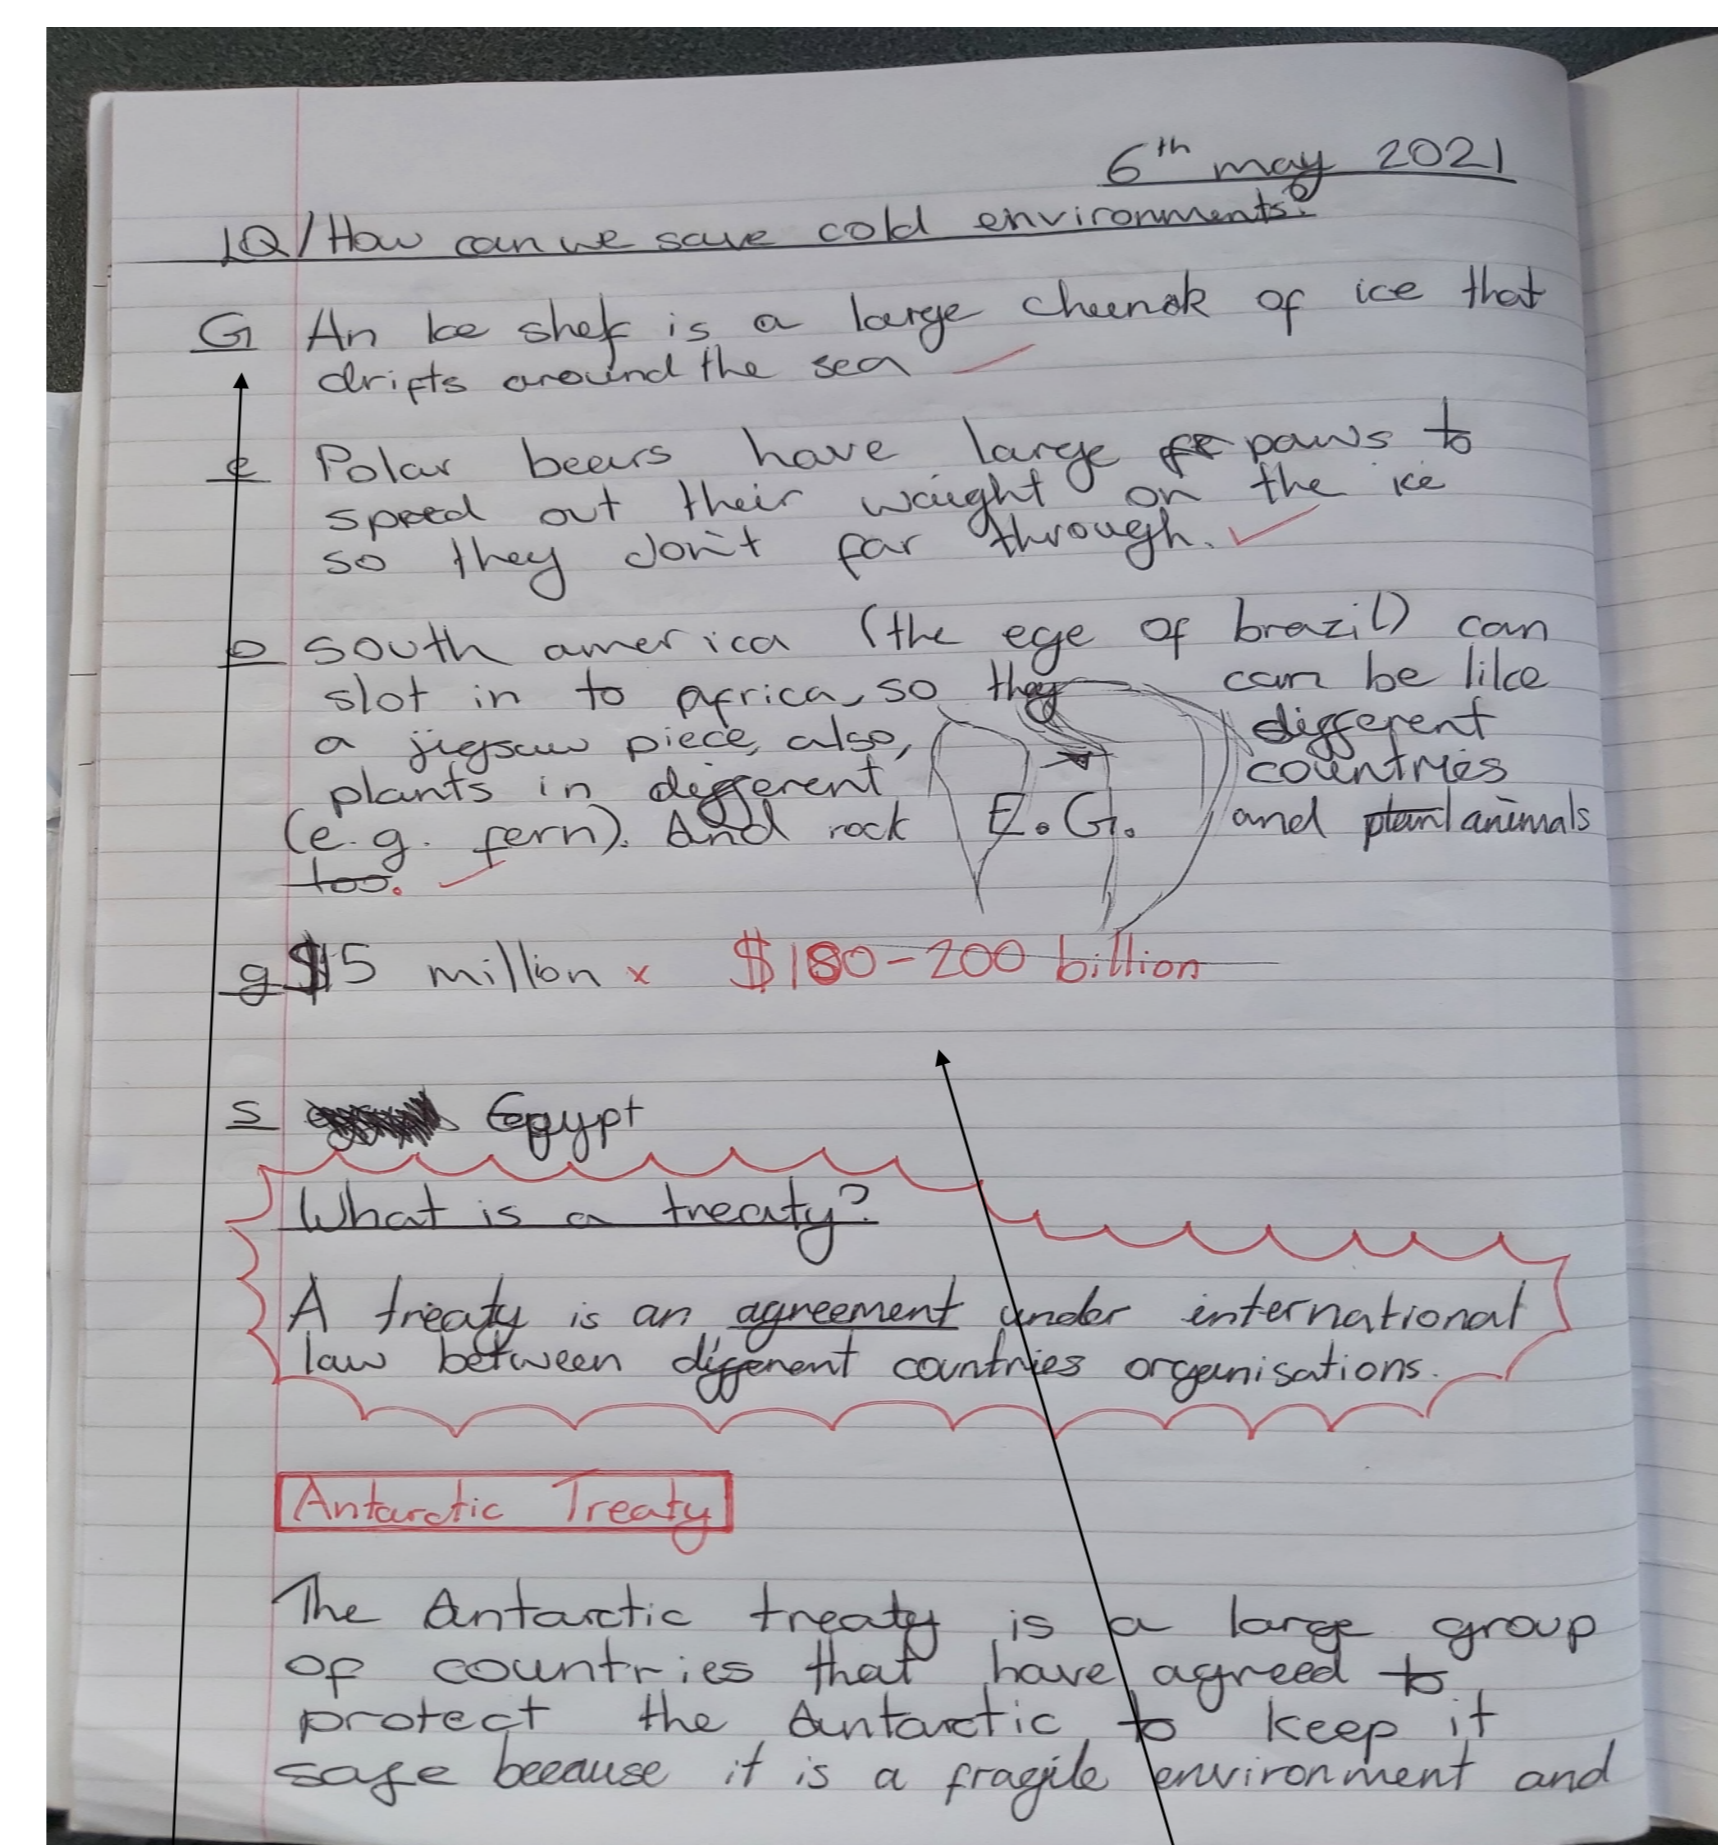 6th may 2021
LQ/How can we save cold environments?
G An Ice shelf is a large chunk of ice that
drifts around the sea
e Polar bears have large paws to
spread out their waight on the ice
so they don't far through.
o south america (the ege of brazil) can
slot in to africa, so they can be like
a jigsaw piece, also, different
plants in different countries
(e.g. fern). And rock E.G. and plant animals
too.
g $15 million x $180-200 billion
s Egypt
What is a treaty?
A treaty is an agreement under international
law between different countries organisations.
Antarctic Treaty
The Antarctic treaty is a large group
of countries that have agreed to
protect the Antarctic to keep it
safe because it is a fragile environment and